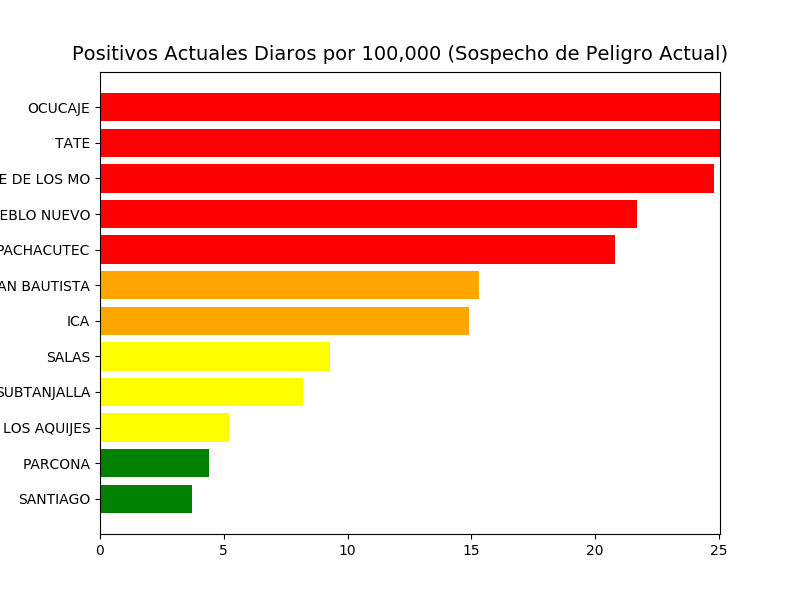 Positivos Actuales Diaros por 100,000 (Sospecho de Peligro Actual)
OCUCAJE
TATE
E DE LOS MO
EBLO NUEVO
PACHACUTEC
AN BAUTISTA
ICA
SALAS
SUBTANJALLA
LOS AQUIJES
PARCONA
SANTIAGO
0 5 10 15 20 25